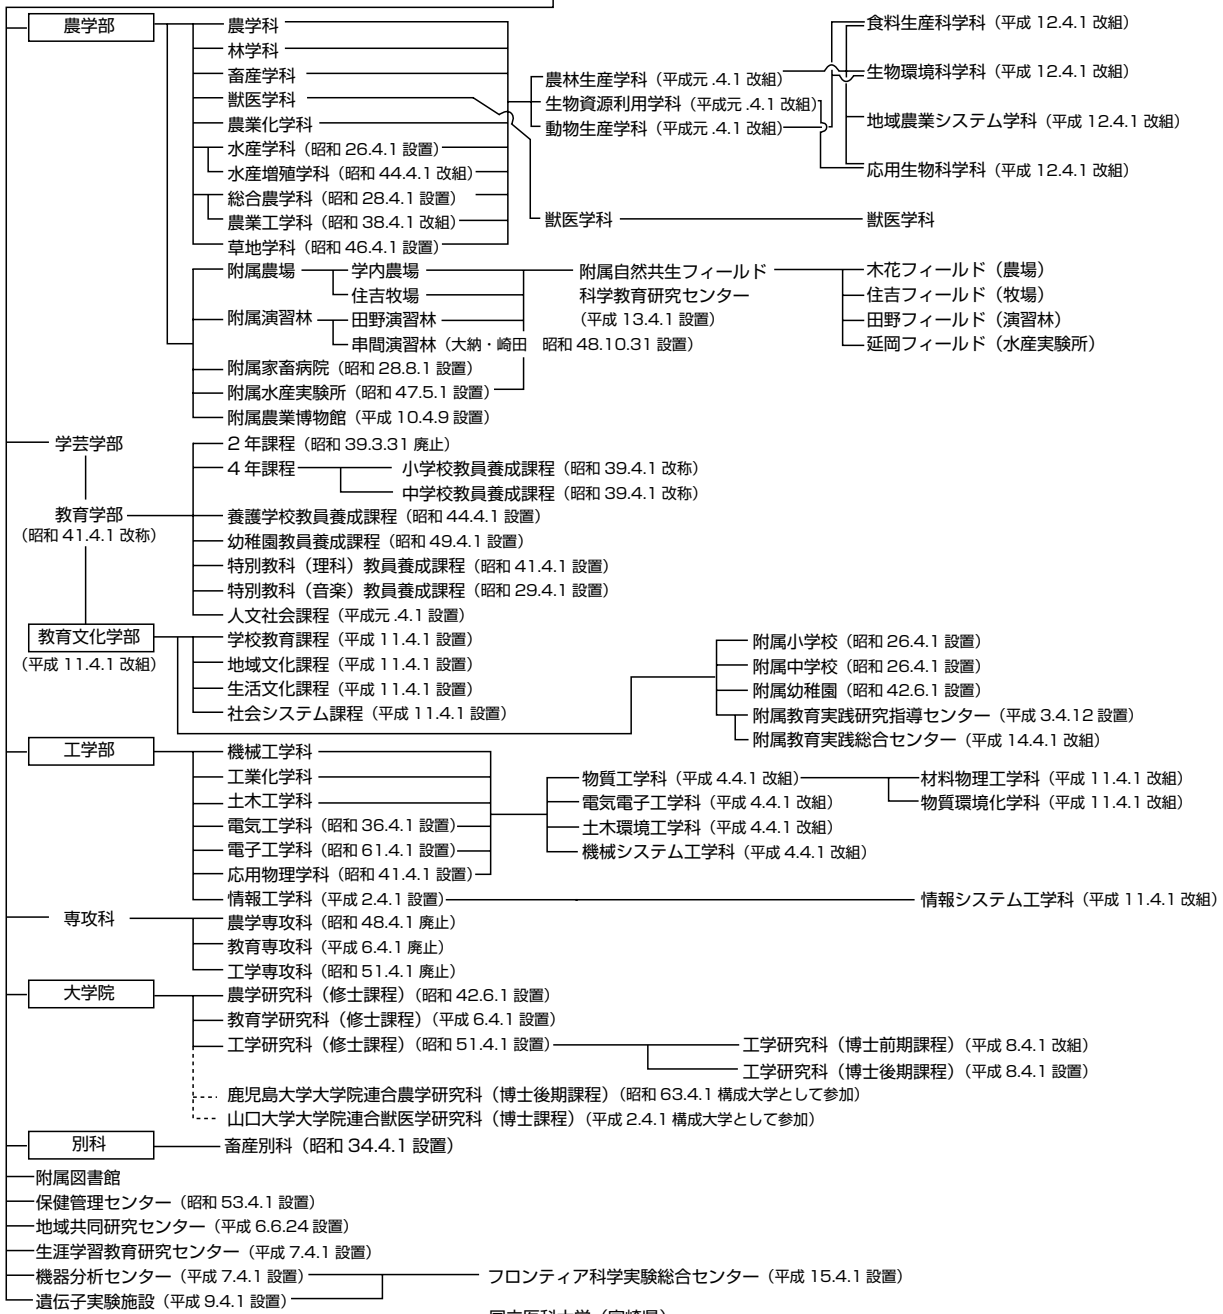 農学部 農学科 食料生産科学科（平成 12.4.1 改組）
林学科
畜産学科 農林生産学科（平成元 .4.1 改組） 生物環境科学科（平成 12.4.1 改組）
獣医学科 生物資源利用学科（平成元 .4.1 改組）
農業化学科 動物生産学科（平成元 .4.1 改組） 地域農業システム学科（平成 12.4.1 改組）
水産学科（昭和 26.4.1 設置）
水産増殖学科（昭和 44.4.1 改組） 応用生物科学科（平成 12.4.1 改組）
総合農学科（昭和 28.4.1 設置）
農業工学科（昭和 38.4.1 改組） 獣医学科 獣医学科
草地学科（昭和 46.4.1 設置）
附属農場 学内農場 附属自然共生フィールド 木花フィールド（農場）
住吉牧場 科学教育研究センター 住吉フィールド（牧場）
附属演習林 田野演習林 （平成 13.4.1 設置） 田野フィールド（演習林）
串間演習林（大納・崎田 昭和 48.10.31 設置） 延岡フィールド（水産実験所）
附属家畜病院（昭和 28.8.1 設置）
附属水産実験所（昭和 47.5.1 設置）
附属農業博物館（平成 10.4.9 設置）
学芸学部 2 年課程（昭和 39.3.31 廃止）
4 年課程 小学校教員養成課程（昭和 39.4.1 改称）
中学校教員養成課程（昭和 39.4.1 改称）
教育学部 養護学校教員養成課程（昭和 44.4.1 設置）
（昭和 41.4.1 改称） 幼稚園教員養成課程（昭和 49.4.1 設置）
特別教科（理科）教員養成課程（昭和 41.4.1 設置）
特別教科（音楽）教員養成課程（昭和 29.4.1 設置）
人文社会課程（平成元 .4.1 設置）
教育文化学部 学校教育課程（平成 11.4.1 設置） 附属小学校（昭和 26.4.1 設置）
（平成 11.4.1 改組） 地域文化課程（平成 11.4.1 設置） 附属中学校（昭和 26.4.1 設置）
生活文化課程（平成 11.4.1 設置） 附属幼稚園（昭和 42.6.1 設置）
社会システム課程（平成 11.4.1 設置） 附属教育実践研究指導センター（平成 3.4.12 設置）
附属教育実践総合センター（平成 14.4.1 改組）
工学部 機械工学科
工業化学科 物質工学科（平成 4.4.1 改組） 材料物理工学科（平成 11.4.1 改組）
土木工学科 電気電子工学科（平成 4.4.1 改組） 物質環境化学科（平成 11.4.1 改組）
電気工学科（昭和 36.4.1 設置） 土木環境工学科（平成 4.4.1 改組）
電子工学科（昭和 61.4.1 設置） 機械システム工学科（平成 4.4.1 改組）
応用物理学科（昭和 41.4.1 設置）
情報工学科（平成 2.4.1 設置） 情報システム工学科（平成 11.4.1 改組）
専攻科 農学専攻科（昭和 48.4.1 廃止）
教育専攻科（平成 6.4.1 廃止）
工学専攻科（昭和 51.4.1 廃止）
大学院 農学研究科（修士課程）（昭和 42.6.1 設置）
教育学研究科（修士課程）（平成 6.4.1 設置）
工学研究科（修士課程）（昭和 51.4.1 設置） 工学研究科（博士前期課程）（平成 8.4.1 改組）
工学研究科（博士後期課程）（平成 8.4.1 設置）
鹿児島大学大学院連合農学研究科（博士後期課程）（昭和 63.4.1 構成大学として参加）
山口大学大学院連合獣医学研究科（博士課程）（平成 2.4.1 構成大学として参加）
別科 畜産別科（昭和 34.4.1 設置）
附属図書館
保健管理センター（昭和 53.4.1 設置）
地域共同研究センター（平成 6.6.24 設置）
生涯学習教育研究センター（平成 7.4.1 設置）
機器分析センター（平成 7.4.1 設置） フロンティア科学実験総合センター（平成 15.4.1 設置）
遺伝子実験施設（平成 9.4.1 設置）